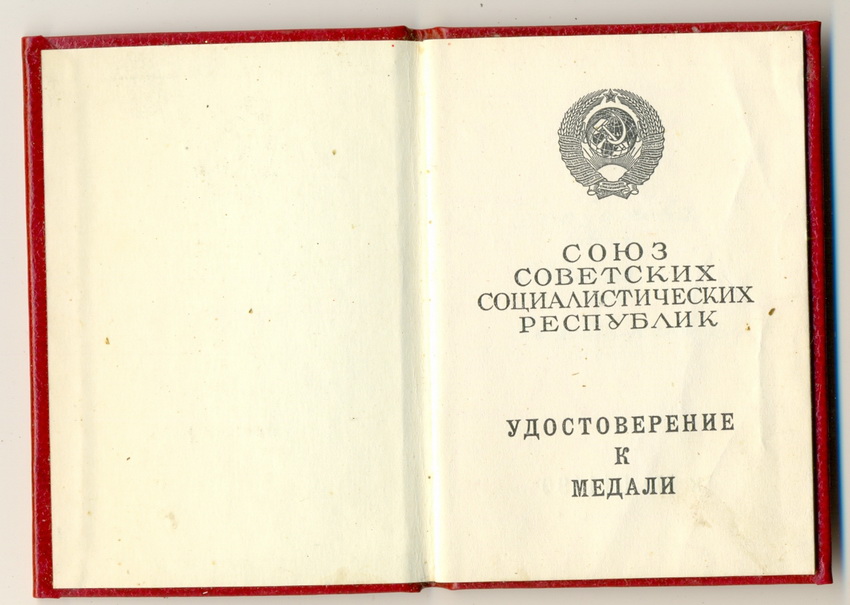 СОЮЗ
СОВЕТСКИХ
СОЦИАЛИСТИЧЕСКИХ
РЕСПУБЛИК
УДОСТОВЕРЕНИЕ
К
МЕДАЛИ